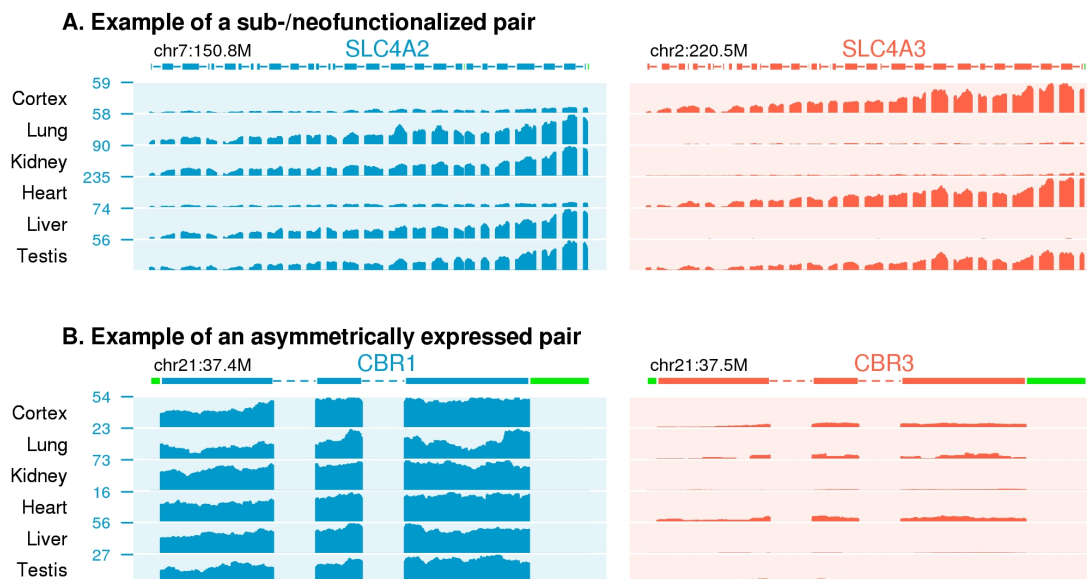 A. Example of a sub-/neofunctionalized pair
chr7:150.8M SLC4A2 chr2:220.5M SLC4A3
59
Cortex
58
Lung
90
Kidney
235
Heart
74
Liver
56
Testis
B. Example of an asymmetrically expressed pair
chr21:37.4M CBR1 chr21:37.5M CBR3
54
Cortex
23
Lung
73
Kidney
16
Heart
56
Liver
27
Testis